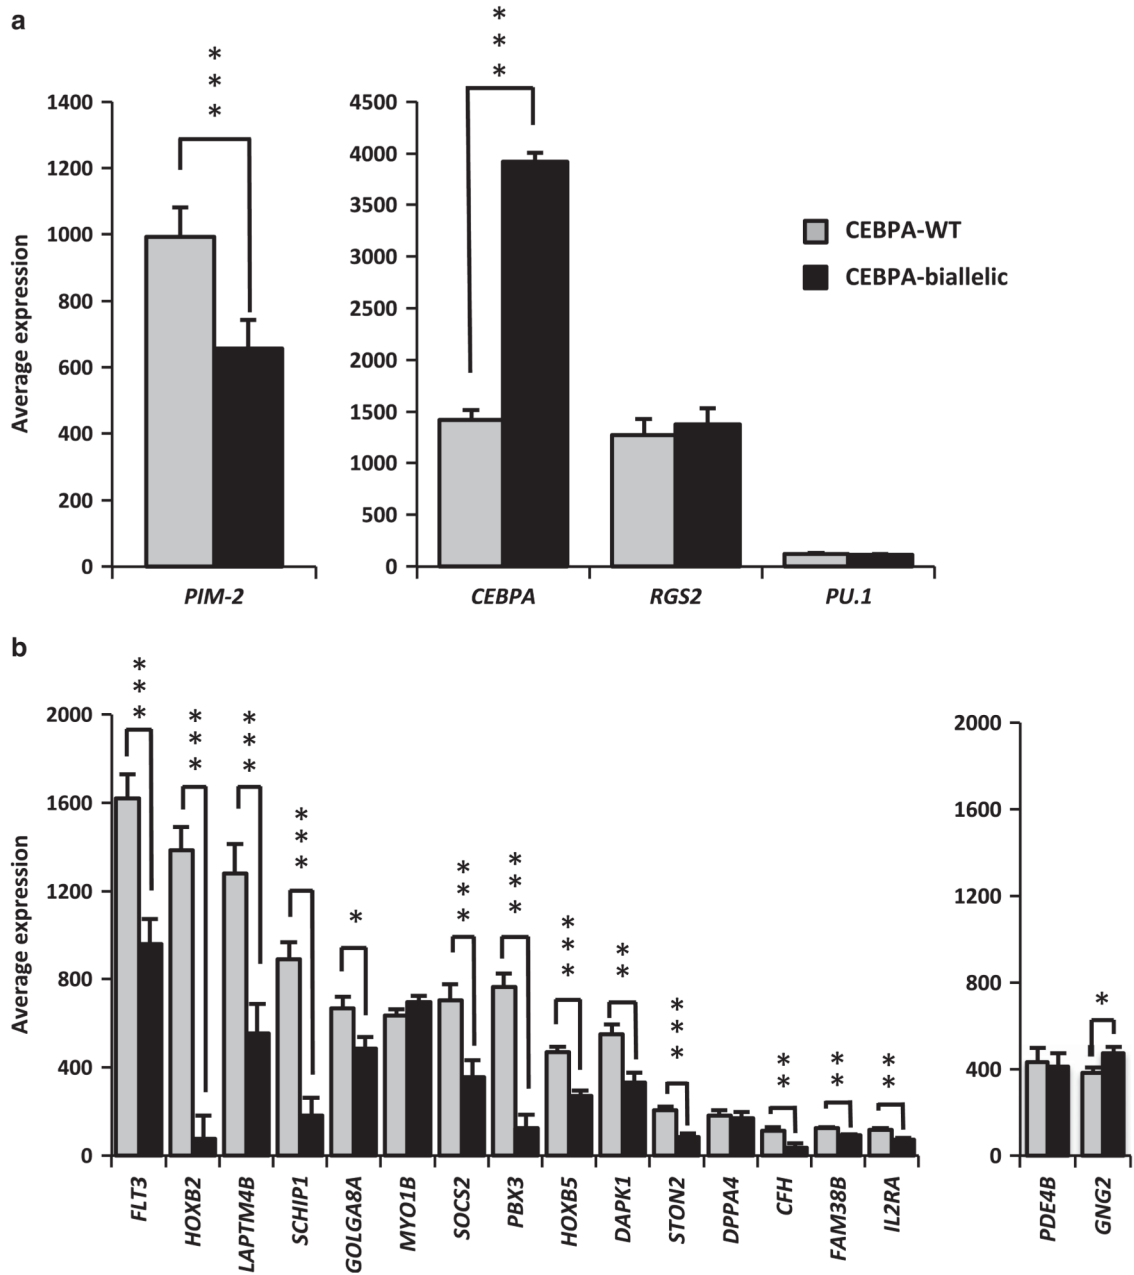 a
* * *
* * *
1400
1200
1000
800
600
400
200
0
Average expression
PIM-2
4500
4000
3500
3000
2500
2000
1500
1000
500
0
CEBPA
RGS2
PU.1
CEBPA-WT
CEBPA-biallelic
b
* * *
* * *
* * *
* * *
*
* * *
* * *
* * *
* *
* * *
* *
* *
* *
2000
1600
1200
800
400
0
Average expression
FLT3
HOXB2
LAPTM4B
SCHIP1
GOLGA8A
MYO1B
SOCS2
PBX3
HOXB5
DAPK1
STON2
DPPA4
CFH
FAM38B
IL2RA
2000
1600
1200
800
400
0
*
PDE4B
GNG2